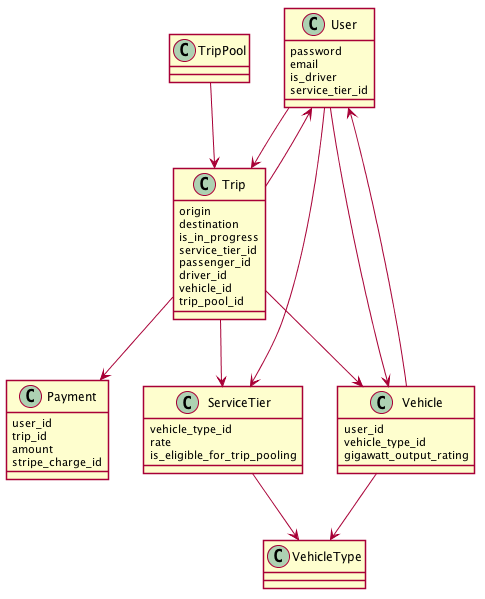 C User
password
email
is_driver
service_tier_id
C TripPool
C Trip
origin
destination
is_in_progress
service_tier_id
passenger_id
driver_id
vehicle_id
trip_pool_id
C Payment
user_id
trip_id
amount
stripe_charge_id
C ServiceTier
vehicle_type_id
rate
is_eligible_for_trip_pooling
C Vehicle
user_id
vehicle_type_id
gigawatt_output_rating
C VehicleType